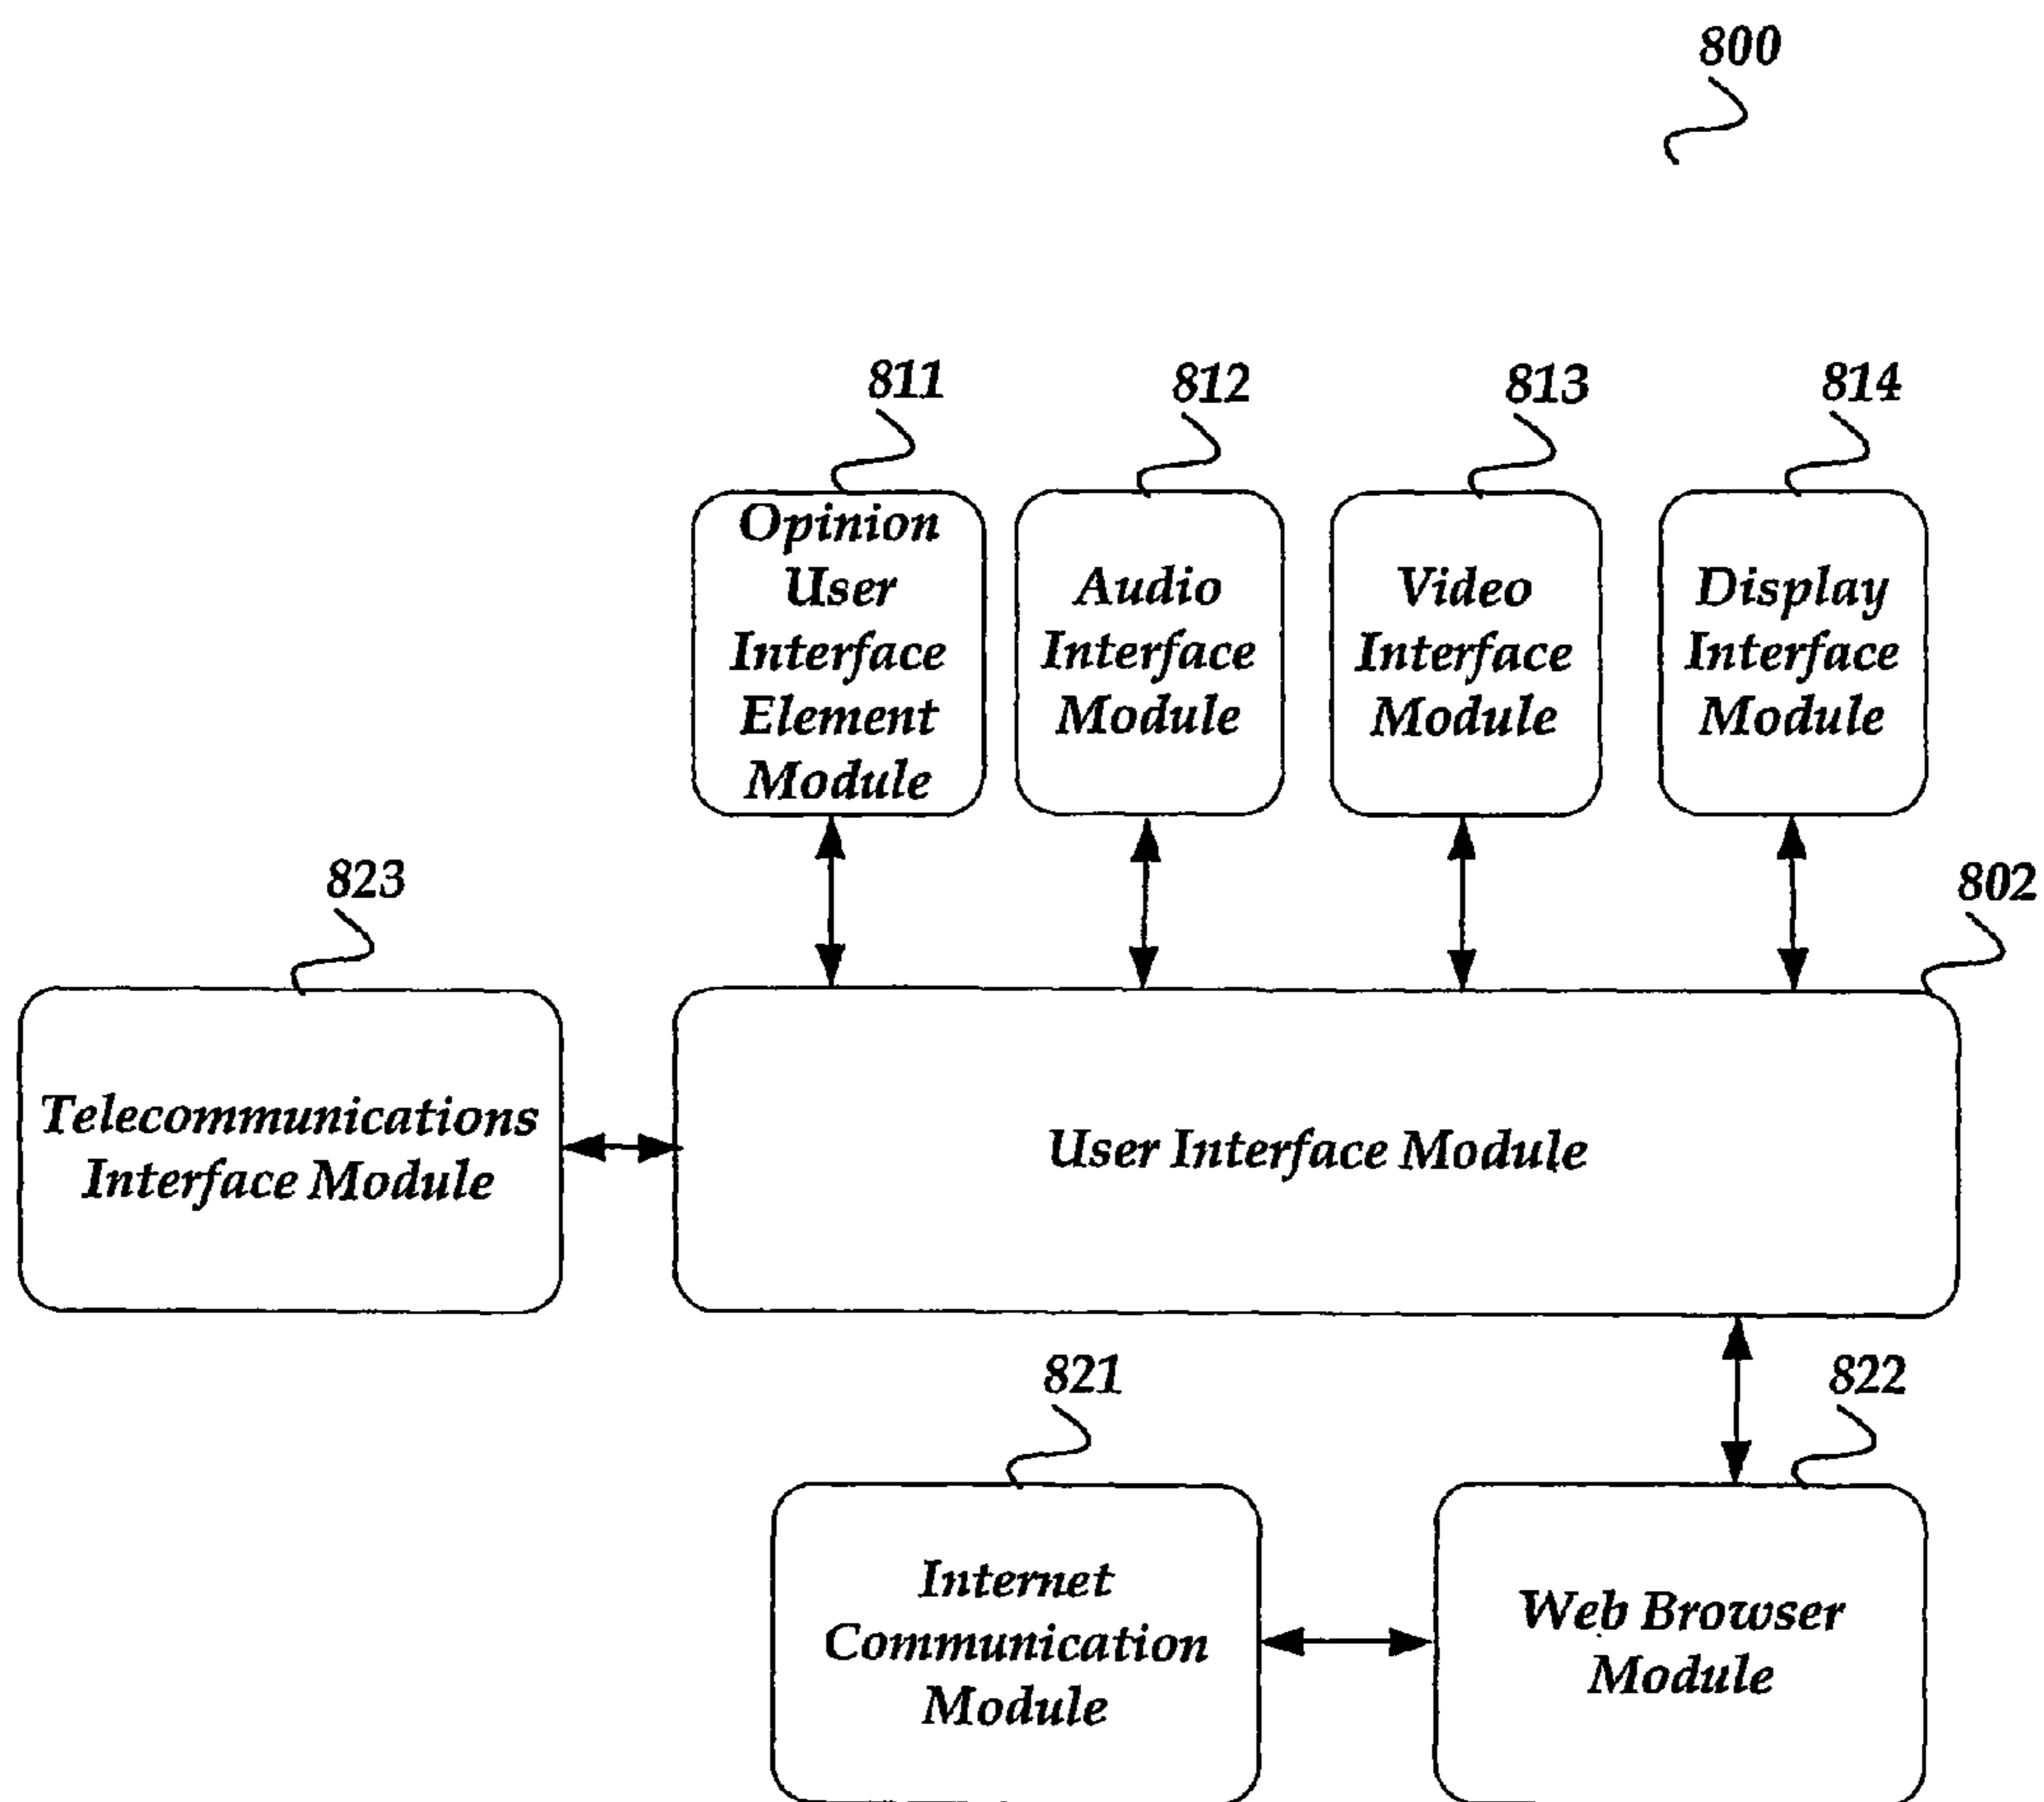 800
811
812
813
814
Opinion
User
Interface
Element
Module
Audio
Interface
Module
Video
Interface
Module
Display
Interface
Module
823
802
Telecommunications
Interface Module
User Interface Module
821
822
Internet
Communication
Module
Web Browser
Module